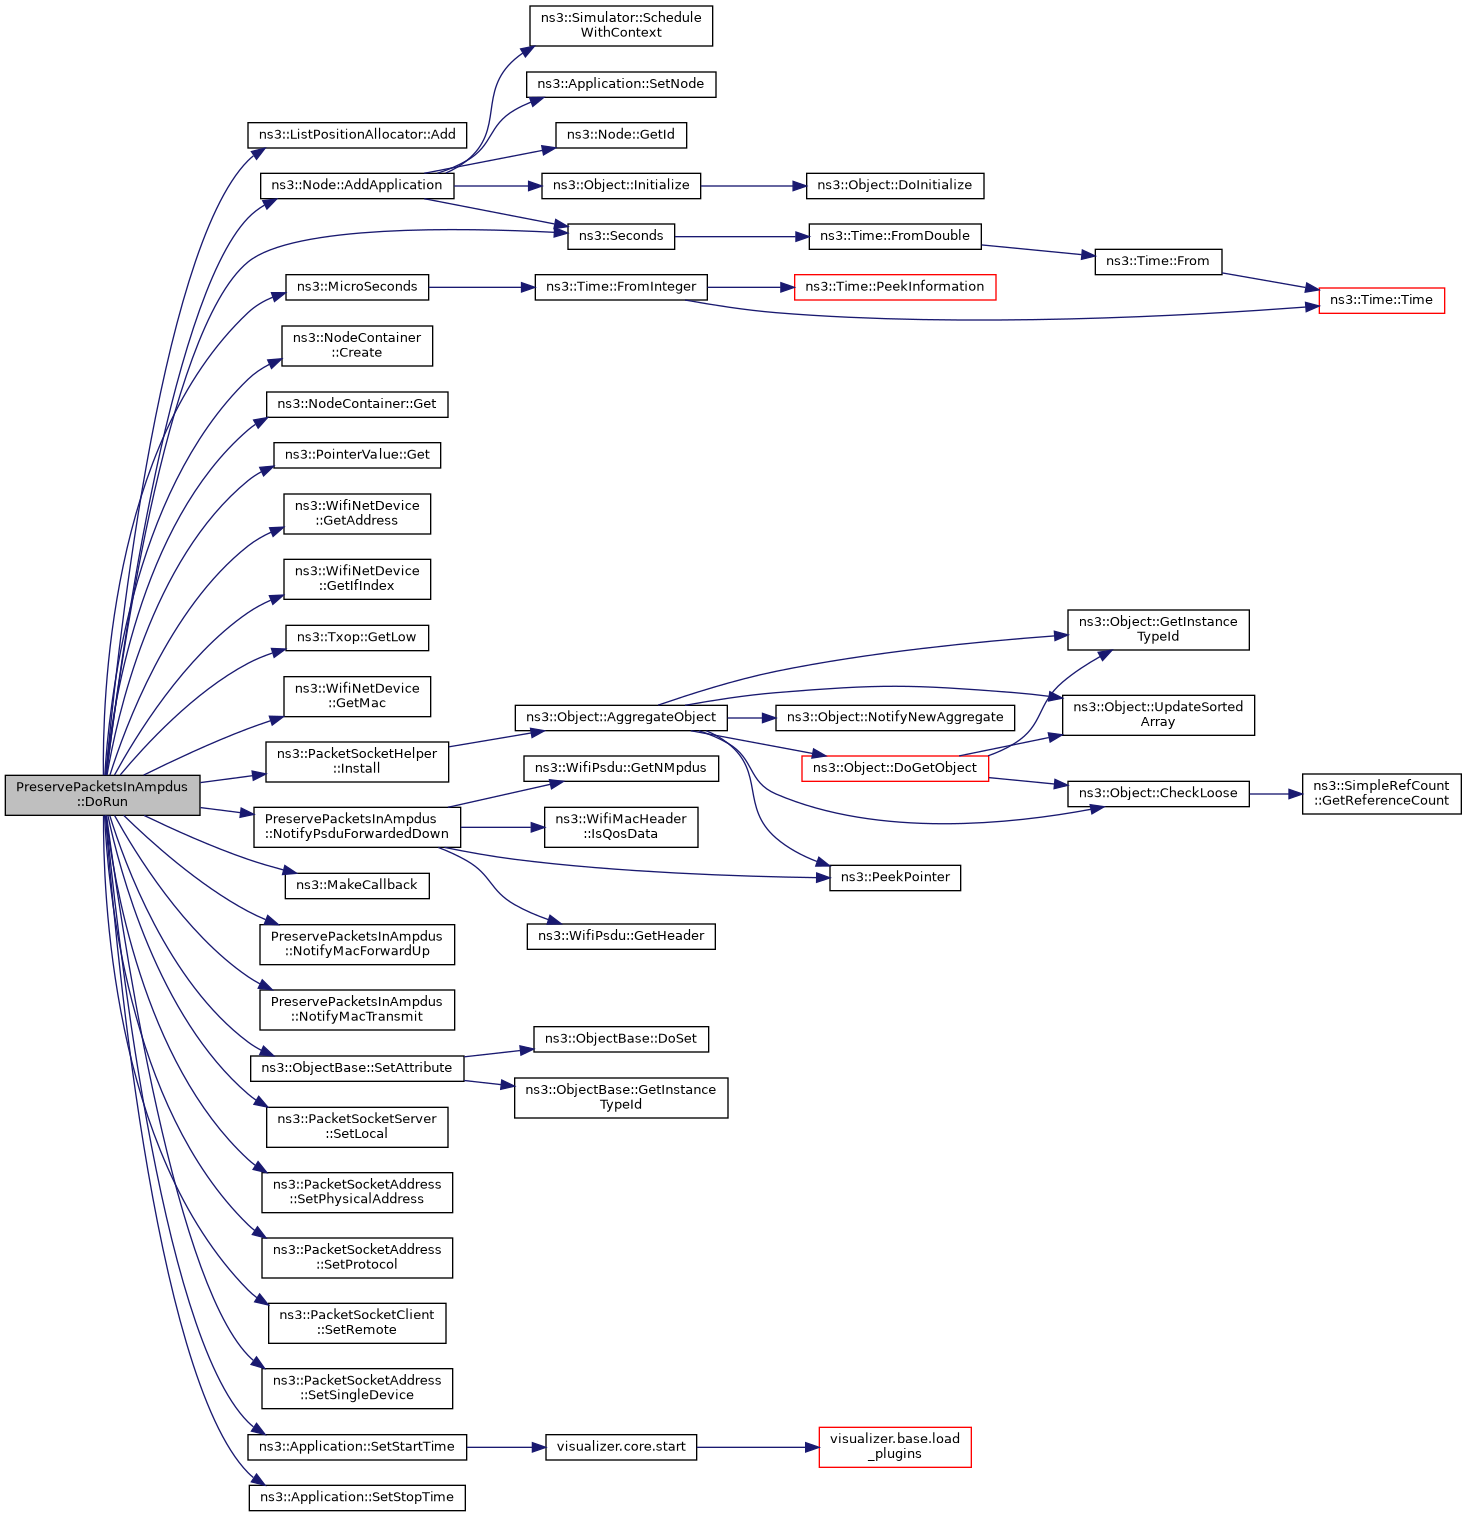 ns3::Simulator::Schedule
WithContext
ns3::Application::SetNode
ns3::ListPositionAllocator::Add
ns3::Node::GetId
ns3::Node::AddApplication
ns3::Object::Initialize
ns3::Object::DoInitialize
ns3::Seconds
ns3::Time::FromDouble
ns3::Time::From
ns3::MicroSeconds
ns3::Time::FromInteger
ns3::Time::PeekInformation
ns3::Time::Time
ns3::NodeContainer
::Create
ns3::NodeContainer::Get
ns3::PointerValue::Get
ns3::WifiNetDevice
::GetAddress
ns3::WifiNetDevice
::GetIfIndex
ns3::Txop::GetLow
ns3::Object::GetInstance
TypeId
ns3::WifiNetDevice
::GetMac
ns3::Object::AggregateObject
ns3::Object::NotifyNewAggregate
ns3::Object::UpdateSorted
Array
ns3::PacketSocketHelper
::Install
ns3::Object::DoGetObject
ns3::WifiPsdu::GetNMpdus
PreservePacketsInAmpdus
::DoRun
ns3::Object::CheckLoose
ns3::SimpleRefCount
::GetReferenceCount
PreservePacketsInAmpdus
::NotifyPsduForwardedDown
ns3::WifiMacHeader
::IsQosData
ns3::MakeCallback
ns3::PeekPointer
PreservePacketsInAmpdus
::NotifyMacForwardUp
ns3::WifiPsdu::GetHeader
PreservePacketsInAmpdus
::NotifyMacTransmit
ns3::ObjectBase::SetAttribute
ns3::ObjectBase::DoSet
ns3::ObjectBase::GetInstance
TypeId
ns3::PacketSocketServer
::SetLocal
ns3::PacketSocketAddress
::SetPhysicalAddress
ns3::PacketSocketAddress
::SetProtocol
ns3::PacketSocketClient
::SetRemote
ns3::PacketSocketAddress
::SetSingleDevice
ns3::Application::SetStartTime
visualizer.core.start
visualizer.base.load
_plugins
ns3::Application::SetStopTime